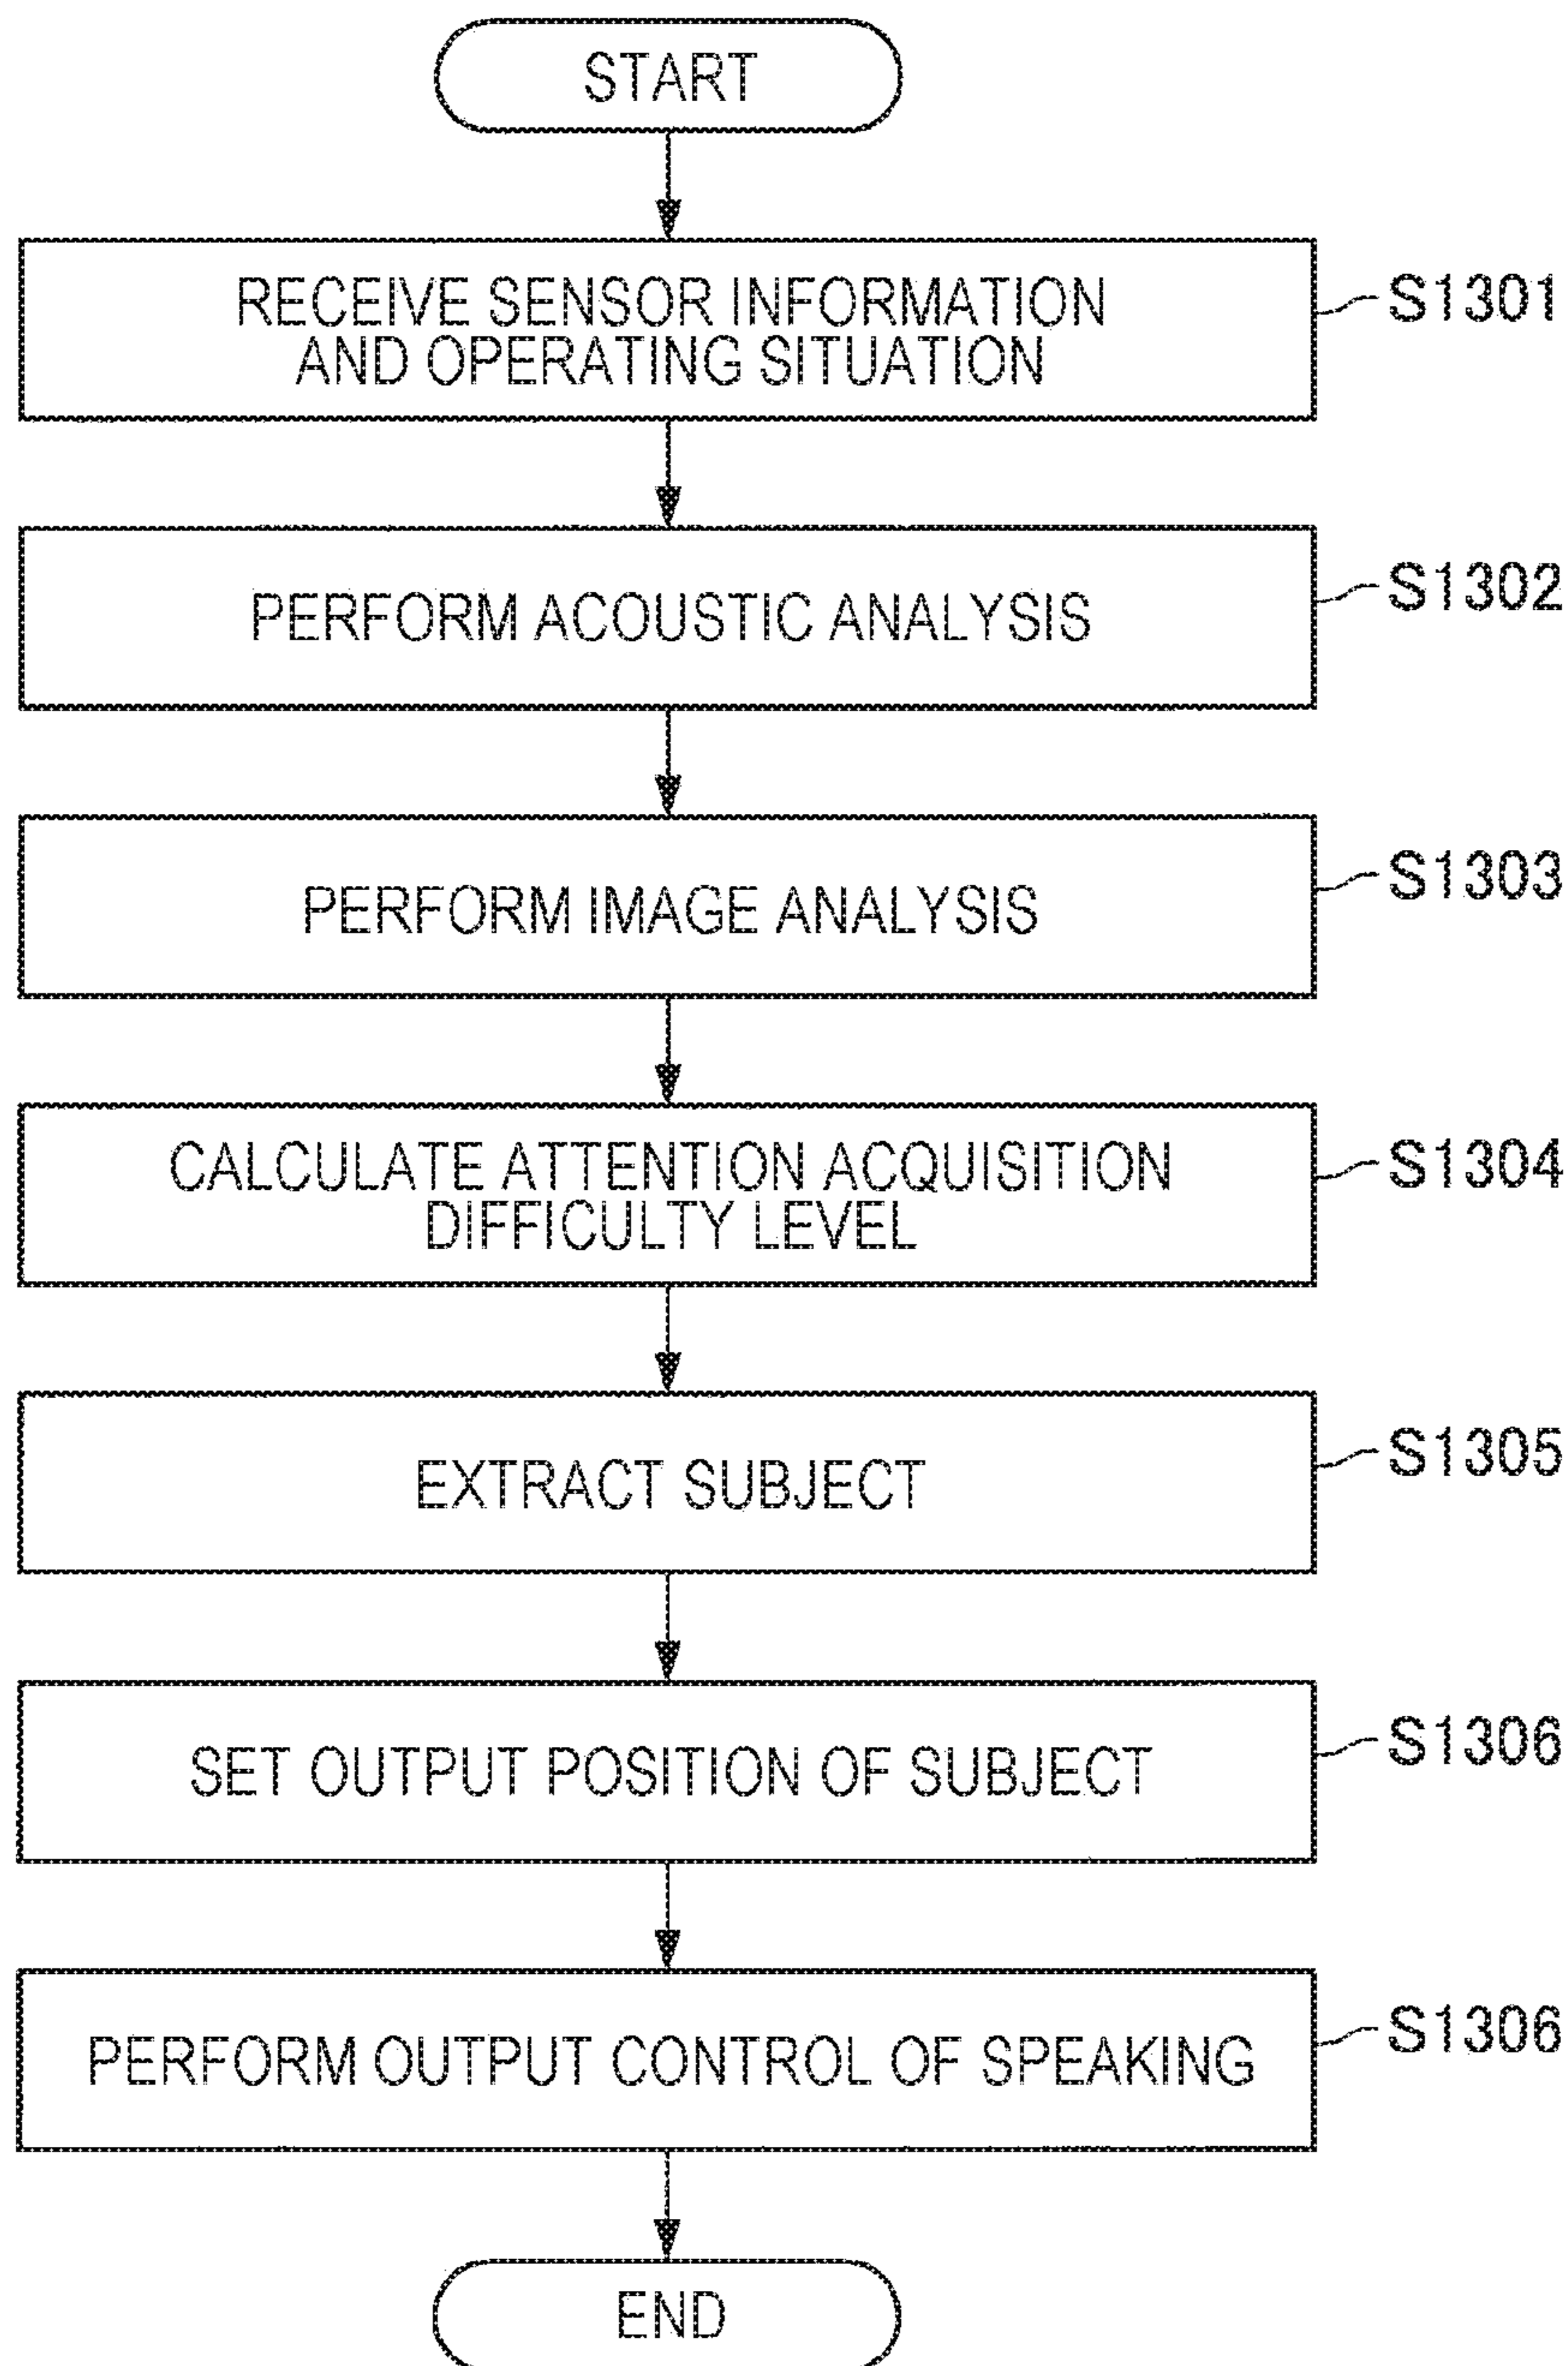 START
RECEIVE SENSOR INFORMATION
AND OPERATING SITUATION
S1301
PERFORM ACOUSTIC ANALYSIS
S1302
PERFORM IMAGE ANALYSIS
S1303
CALCULATE ATTENTION ACQUISITION
DIFFICULTY LEVEL
S1304
EXTRACT SUBJECT
S1305
SET OUTPUT POSITION OF SUBJECT
S1306
PERFORM OUTPUT CONTROL OF SPEAKING
S1306
END